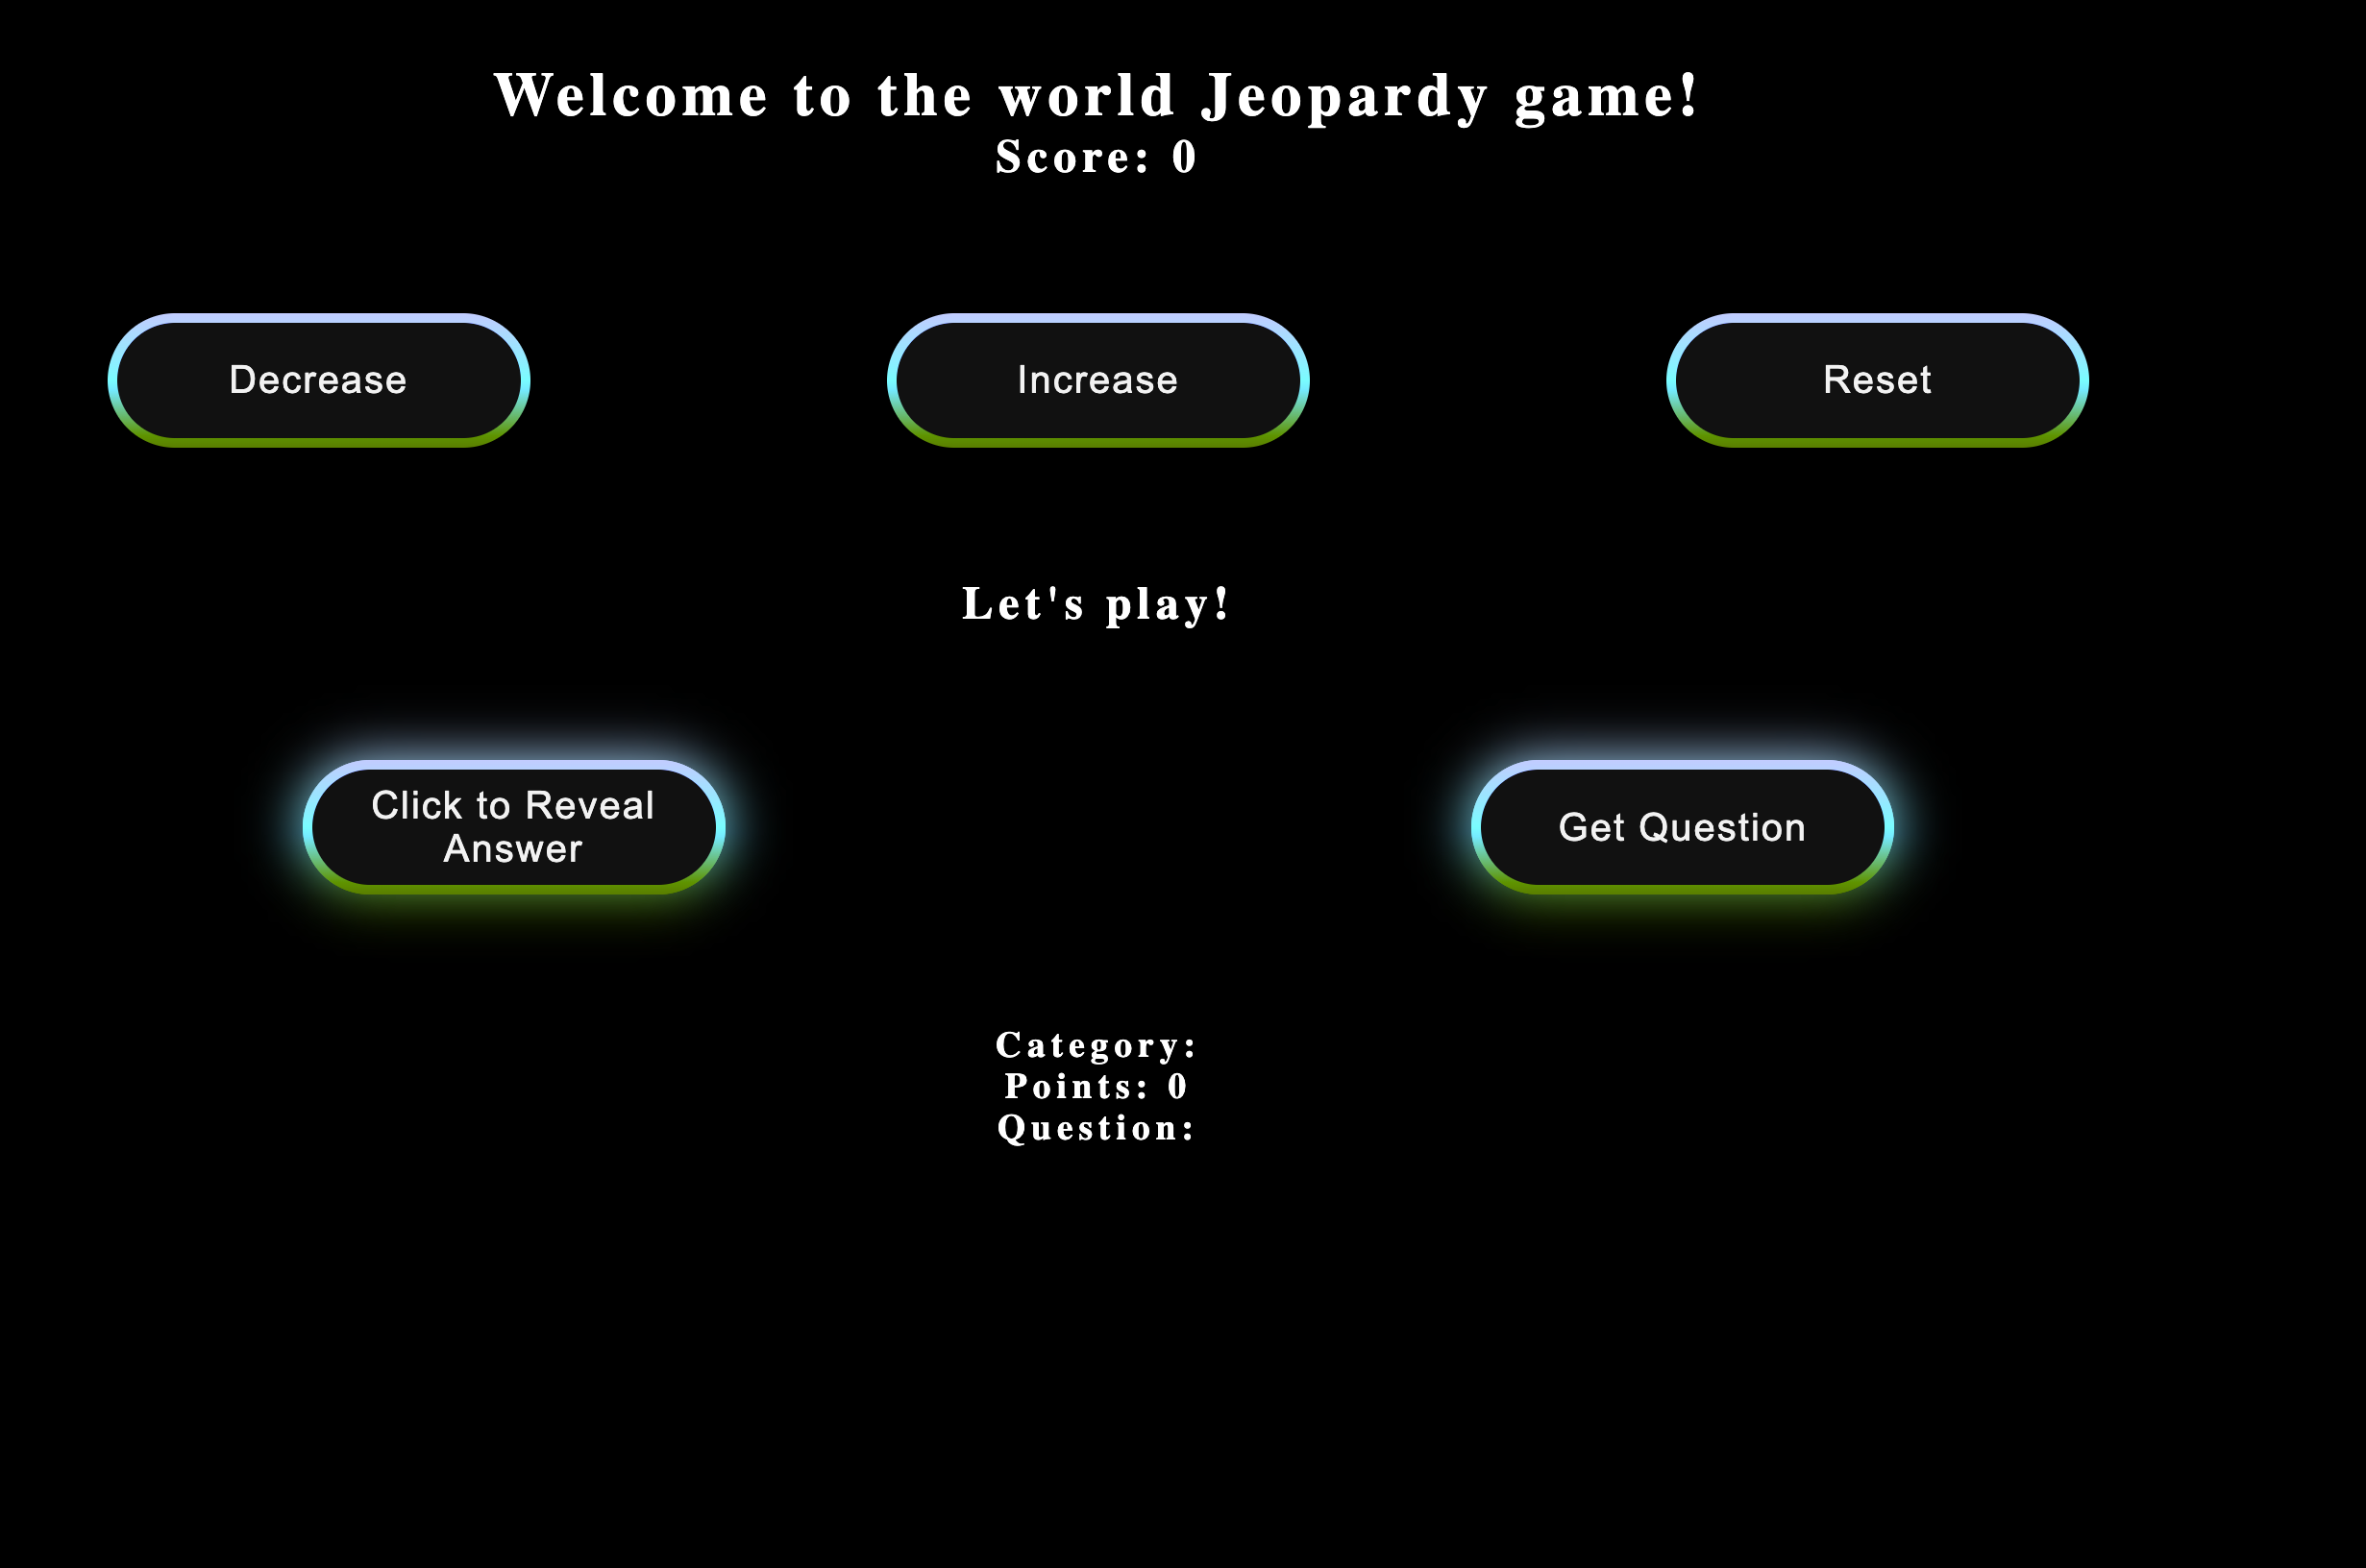 Welcome to the world Jeopardy game!
Score: 0
Decrease
Increase
Reset
Let's play!
Click to Reveal
Answer
Get Question
Category:
Points: 0
Question: